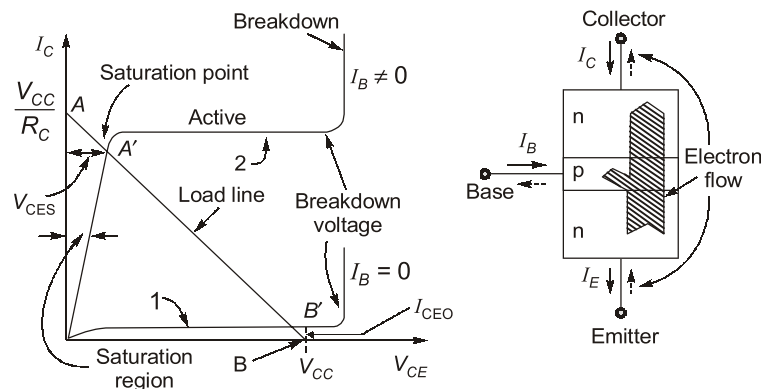 Breakdown
I_C
Saturation point
I_B ≠ 0
V_CC
R_C
A
Active
A′
2
V_CES
Load line
Breakdown
voltage
I_B = 0
1
B′
I_CEO
Saturation
region
B
V_CC
V_CE
Collector
I_C
n
I_B
p
Electron
flow
Base
n
I_E
Emitter